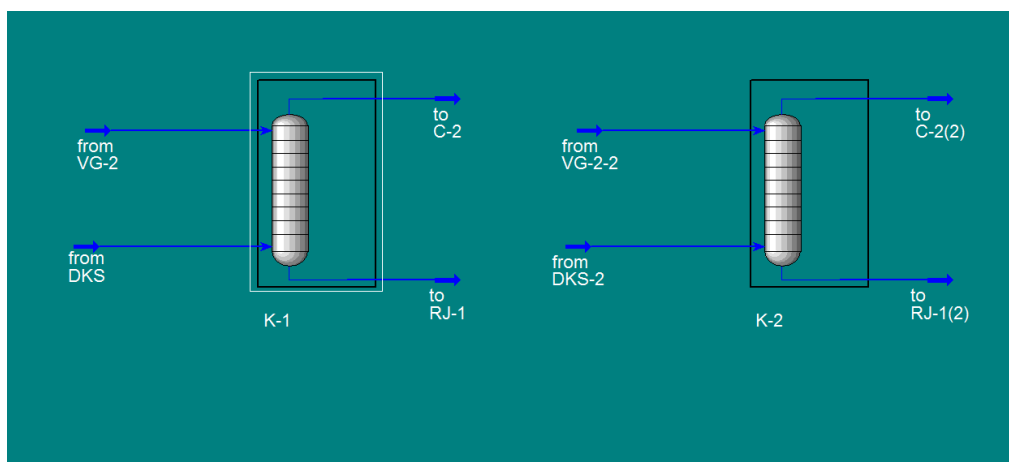 to
C-2
from
VG-2
from
DKS
to
RJ-1
K-1
to
C-2(2)
from
VG-2-2
from
DKS-2
to
RJ-1(2)
K-2